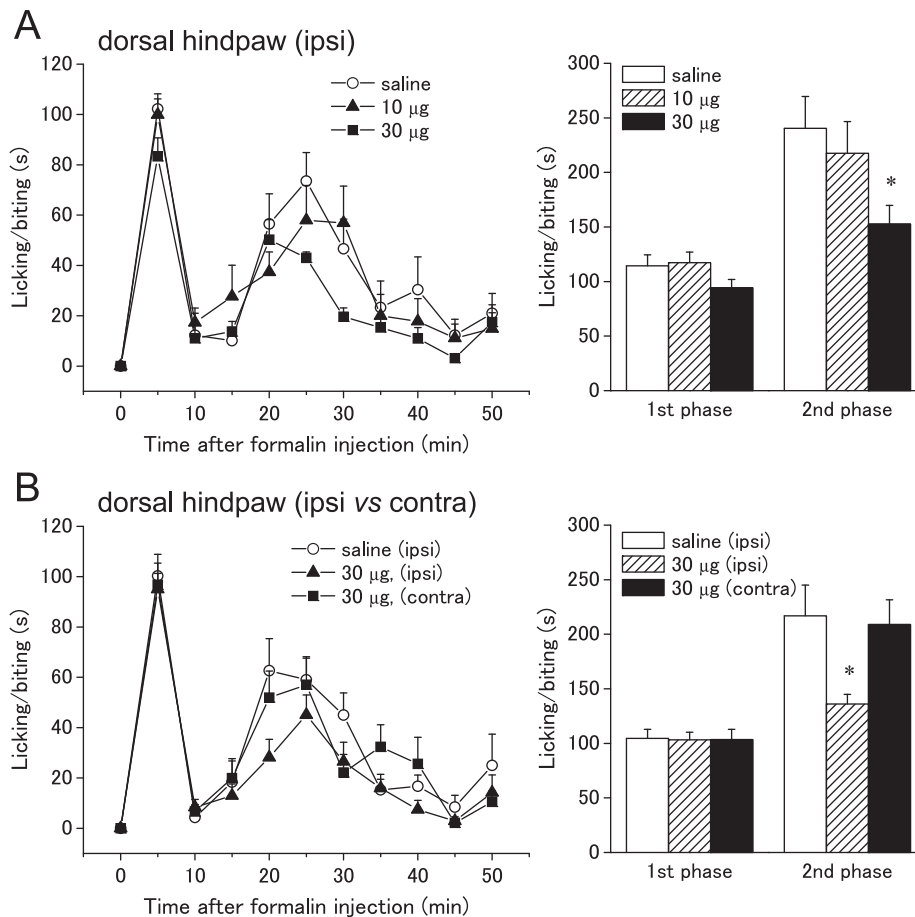 A
dorsal hindpaw (ipsi)
120
100
80
60
40
20
0
Licking/biting (s)
saline
10 μg
30 μg
0 10 20 30 40 50
Time after formalin injection (min)
300
250
200
150
100
50
0
Licking/biting (s)
saline
10 μg
30 μg
*
1st phase 2nd phase
B
dorsal hindpaw (ipsi vs contra)
120
100
80
60
40
20
0
Licking/biting (s)
saline (ipsi)
30 μg, (ipsi)
30 μg, (contra)
0 10 20 30 40 50
Time after formalin injection (min)
300
250
200
150
100
50
0
Licking/biting (s)
saline (ipsi)
30 μg (ipsi)
30 μg (contra)
*
1st phase 2nd phase